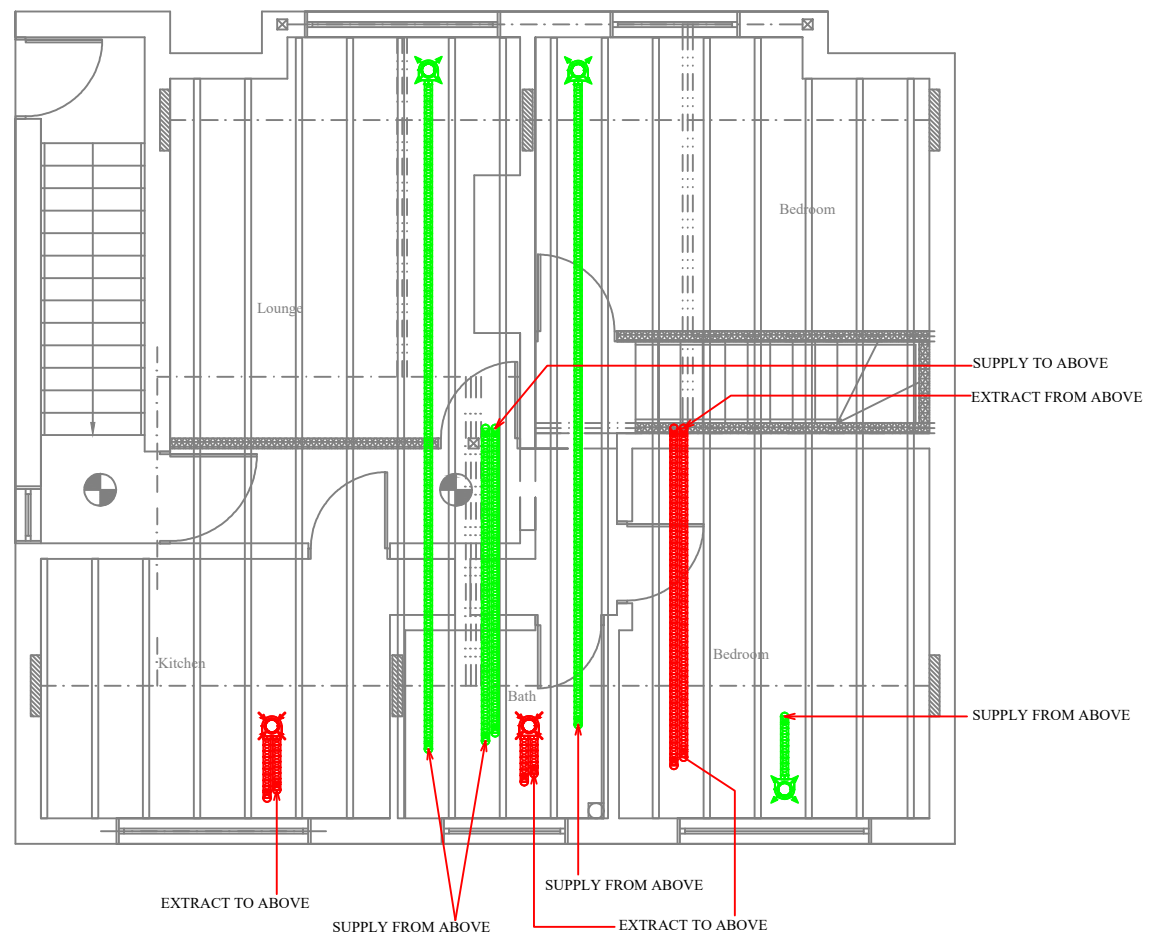 Bedroom
Lounge
SUPPLY TO ABOVE
EXTRACT FROM ABOVE
Kitchen
Bedroom
Bath
SUPPLY FROM ABOVE
SUPPLY FROM ABOVE
EXTRACT TO ABOVE
SUPPLY FROM ABOVE
EXTRACT TO ABOVE